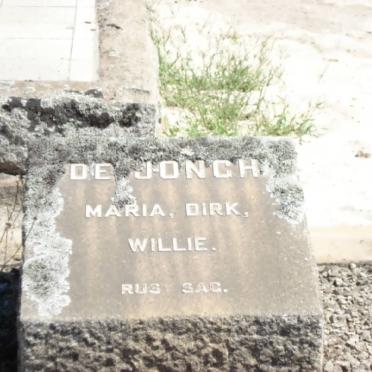 DE JONGH
MARIA, DIRK,
WILLIE.
RUS SAG.